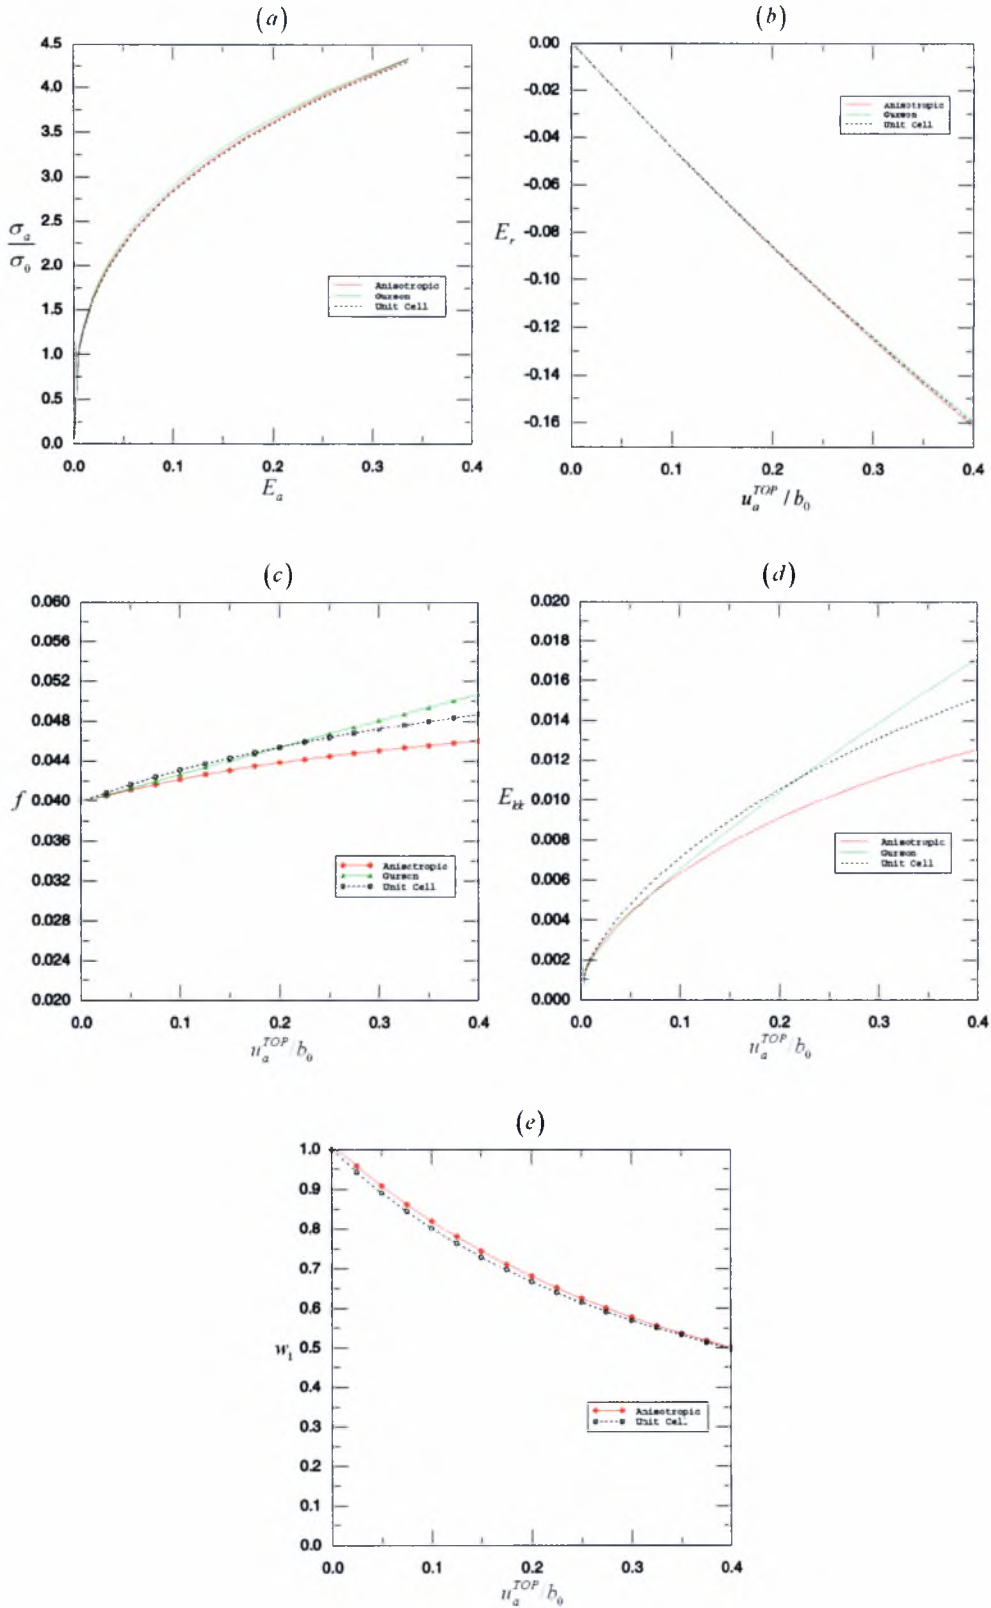 (a)
4.5
4.0
3.5
3.0
2.5
2.0
1.5
1.0
0.5
0.0
σa
σ0
Anisotropic
Gurson
Unit Cell
0.0 0.1 0.2 0.3 0.4
Ea
(b)
0.00
-0.02
-0.04
-0.06
-0.08
-0.10
-0.12
-0.14
-0.16
Er
Anisotropic
Gurson
Unit Cell
0.0 0.1 0.2 0.3 0.4
u_a^TOP / b0
(c)
0.060
0.056
0.052
0.048
0.044
0.040
0.036
0.032
0.028
0.024
0.020
f
Anisotropic
Gurson
Unit Cell
0.0 0.1 0.2 0.3 0.4
u_a^TOP/b0
(d)
0.020
0.018
0.016
0.014
0.012
0.010
0.008
0.006
0.004
0.002
0.000
Ekk
Anisotropic
Gurson
Unit Cell
0.0 0.1 0.2 0.3 0.4
u_a^TOP/b0
(e)
1.0
0.9
0.8
0.7
0.6
0.5
0.4
0.3
0.2
0.1
0.0
w1
Anisotropic
Unit Cel.
0.0 0.1 0.2 0.3 0.4
u_a^TOP/b0